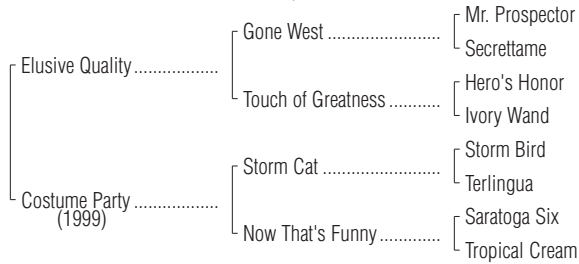 Mr. Prospector
Gone West ......................
Secrettame
Elusive Quality.................
Hero's Honor
Touch of Greatness ...........
Ivory Wand
Storm Bird
Storm Cat .......................
Terlingua
Costume Party .................
(1999)
Saratoga Six
Now That's Funny.............
Tropical Cream